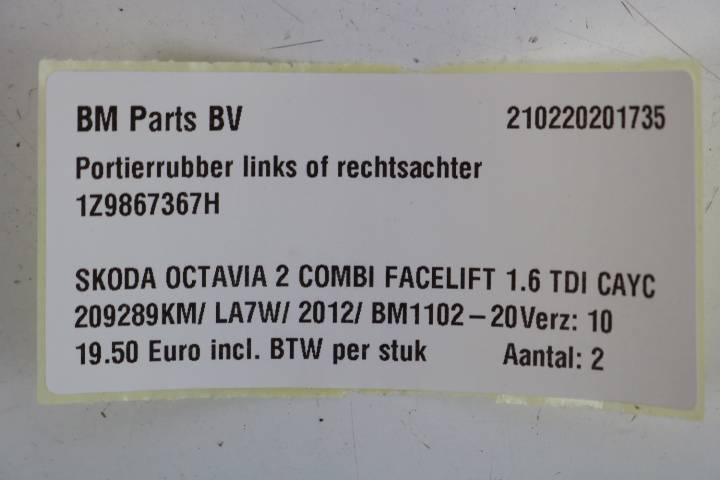 BM Parts BV 210220201735
Portierrubber links of rechtsachter
1Z9867367H
SKODA OCTAVIA 2 COMBI FACELIFT 1.6 TDI CAYC
209289KM/ LA7W/ 2012/ BM1102-20Verz: 10
19.50 Euro incl. BTW per stuk Aantal: 2